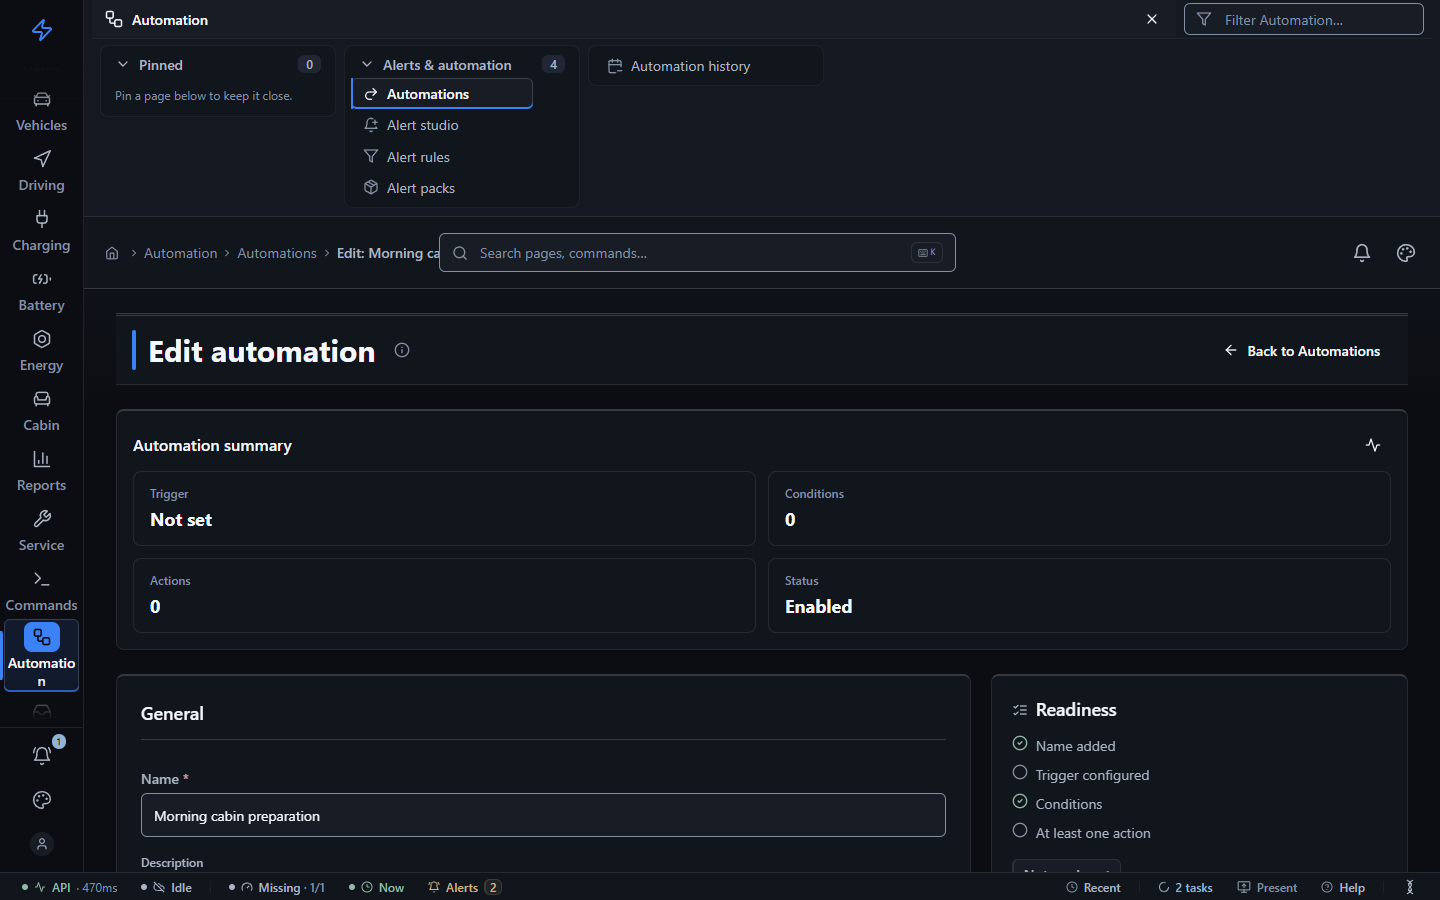 Automation
Filter Automation...
Pinned
0
Pin a page below to keep it close.
Alerts & automation
4
Automations
Alert studio
Alert rules
Alert packs
Automation history
Vehicles
Driving
Charging
Battery
Energy
Cabin
Reports
Service
Commands
Automatio
n
1
Automation
Automations
Edit: Morning ca
Search pages, commands...
K
Edit automation
Back to Automations
Automation summary
Trigger
Not set
Conditions
0
Actions
0
Status
Enabled
General
Name *
Morning cabin preparation
Description
Readiness
Name added
Trigger configured
Conditions
At least one action
API · 470ms
Idle
Missing · 1/1
Now
Alerts 2
Recent
2 tasks
Present
Help